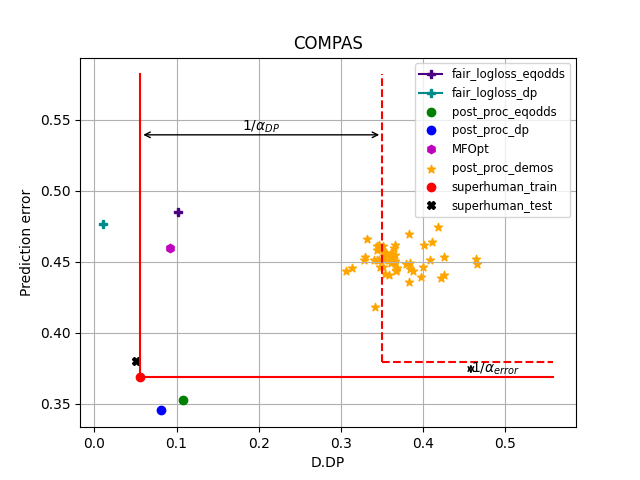 COMPAS
fair_logloss_eqodds
fair_logloss_dp
post_proc_eqodds
post_proc_dp
MFOpt
post_proc_demos
superhuman_train
superhuman_test
1/α_DP
1/α_error
Prediction error
0.55
0.50
0.45
0.40
0.35
0.0 0.1 0.2 0.3 0.4 0.5
D.DP